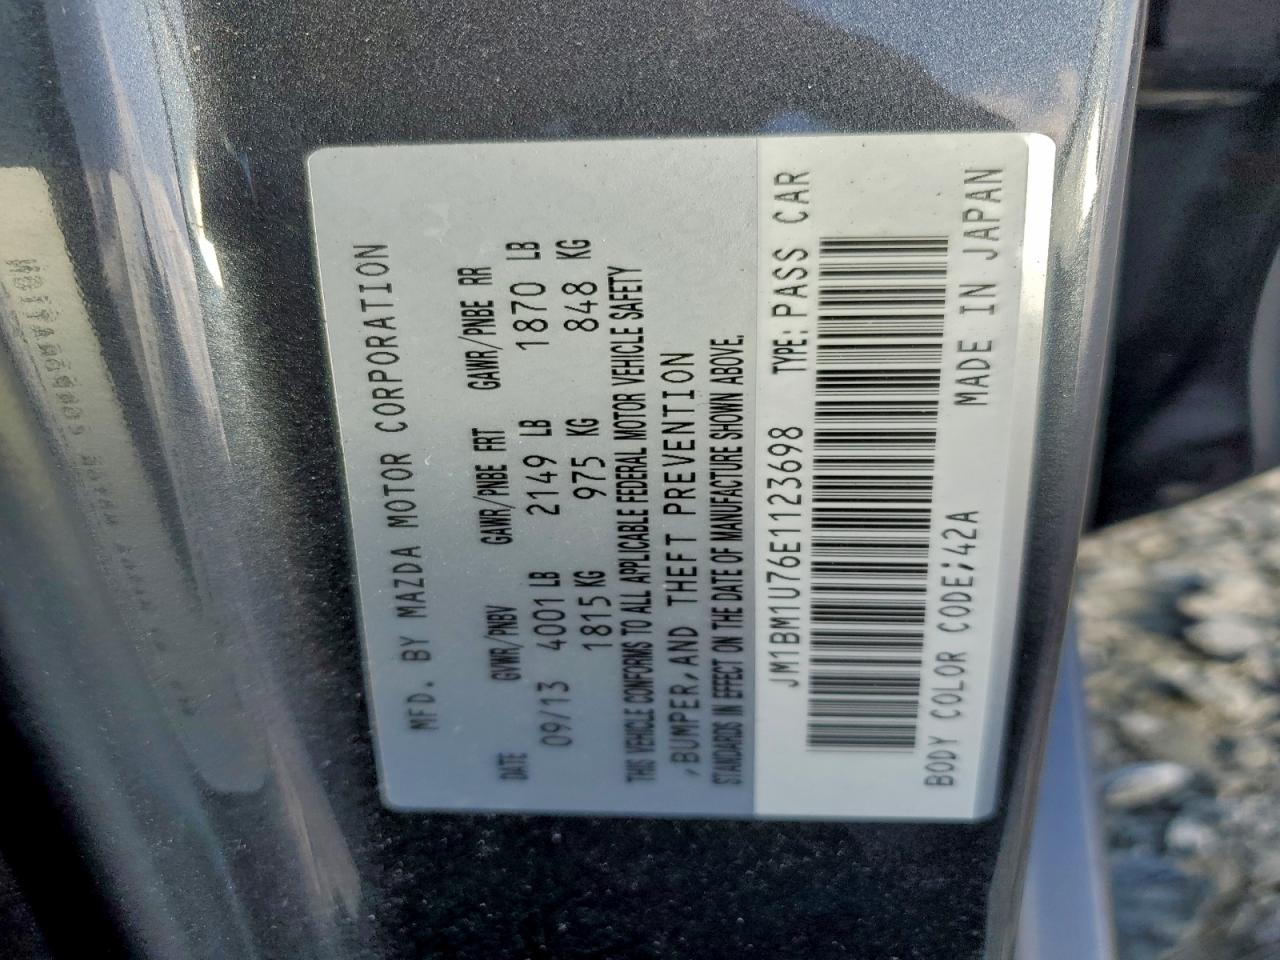 MFD. BY MAZDA MOTOR CORPORATION
DATE GVWR/PNBV GAWR/PNBE FRT GAWR/PNBE RR
09/13 4001 LB 2149 LB 1870 LB
1815 KG 975 KG 848 KG
THIS VEHICLE CONFORMS TO ALL APPLICABLE FEDERAL MOTOR VEHICLE SAFETY
,BUMPER,AND THEFT PREVENTION
STANDARDS IN EFFECT ON THE DATE OF MANUFACTURE SHOWN ABOVE.
JM1BM1U76E1123698 TYPE: PASS CAR
BODY COLOR CODE;42A MADE IN JAPAN